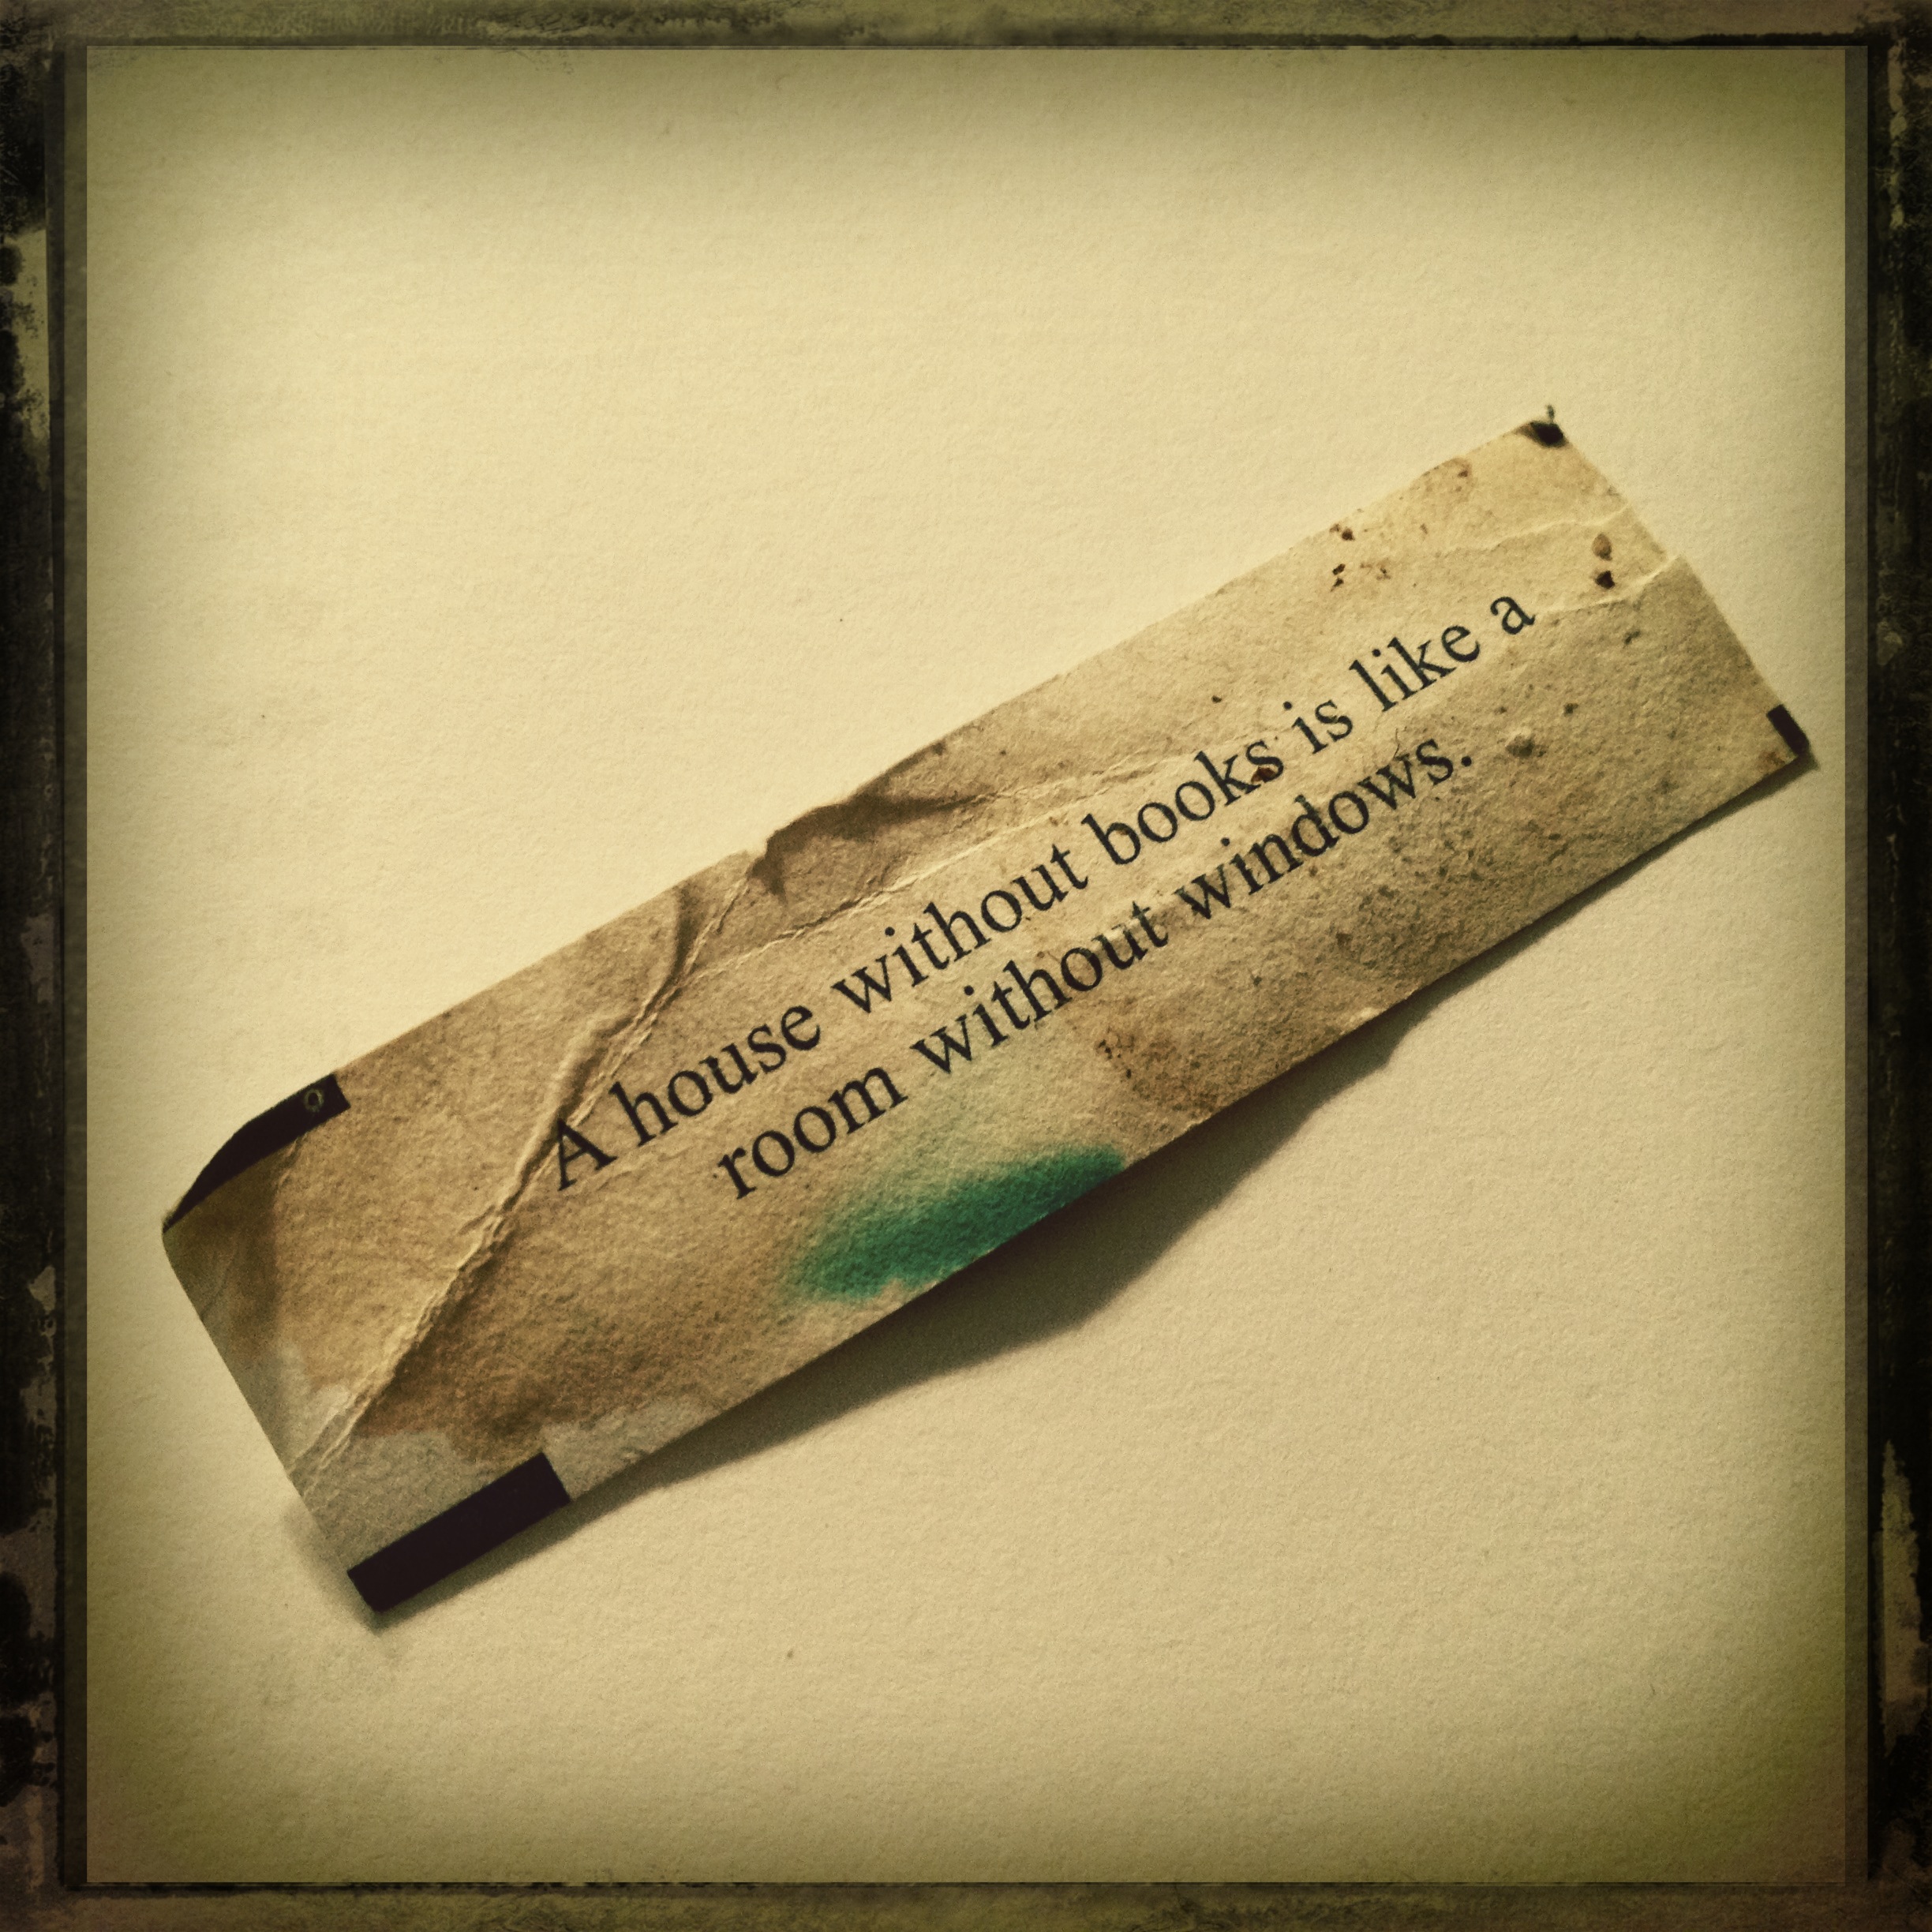 A house without books is like a
room without windows.